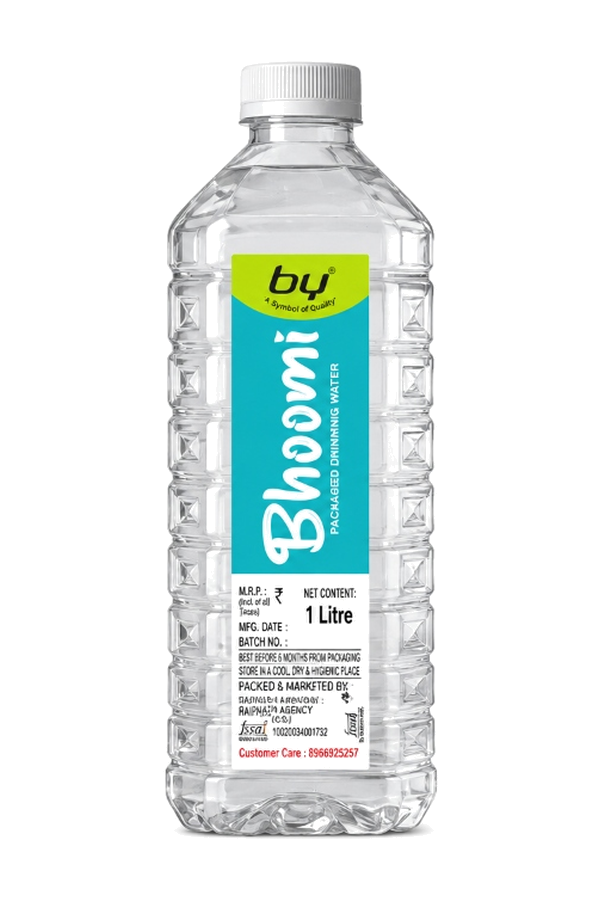 by®
A Symbol of Quality
Bhoomi
PACKAGED DRINMNIG WATER
M.R.P.: ₹
(Incl. of all
Taxes)
NET CONTENT:
1 Litre
MFG. DATE :
BATCH NO. :
BEST BEFORE 6 MONTHS FROM PACKAGING
STORE IN A COOL, DRY & HYGIENIC PLACE
PACKED & MARKETED BY:
AGENCY
fssai
10020034001732
Customer Care : 8966925257